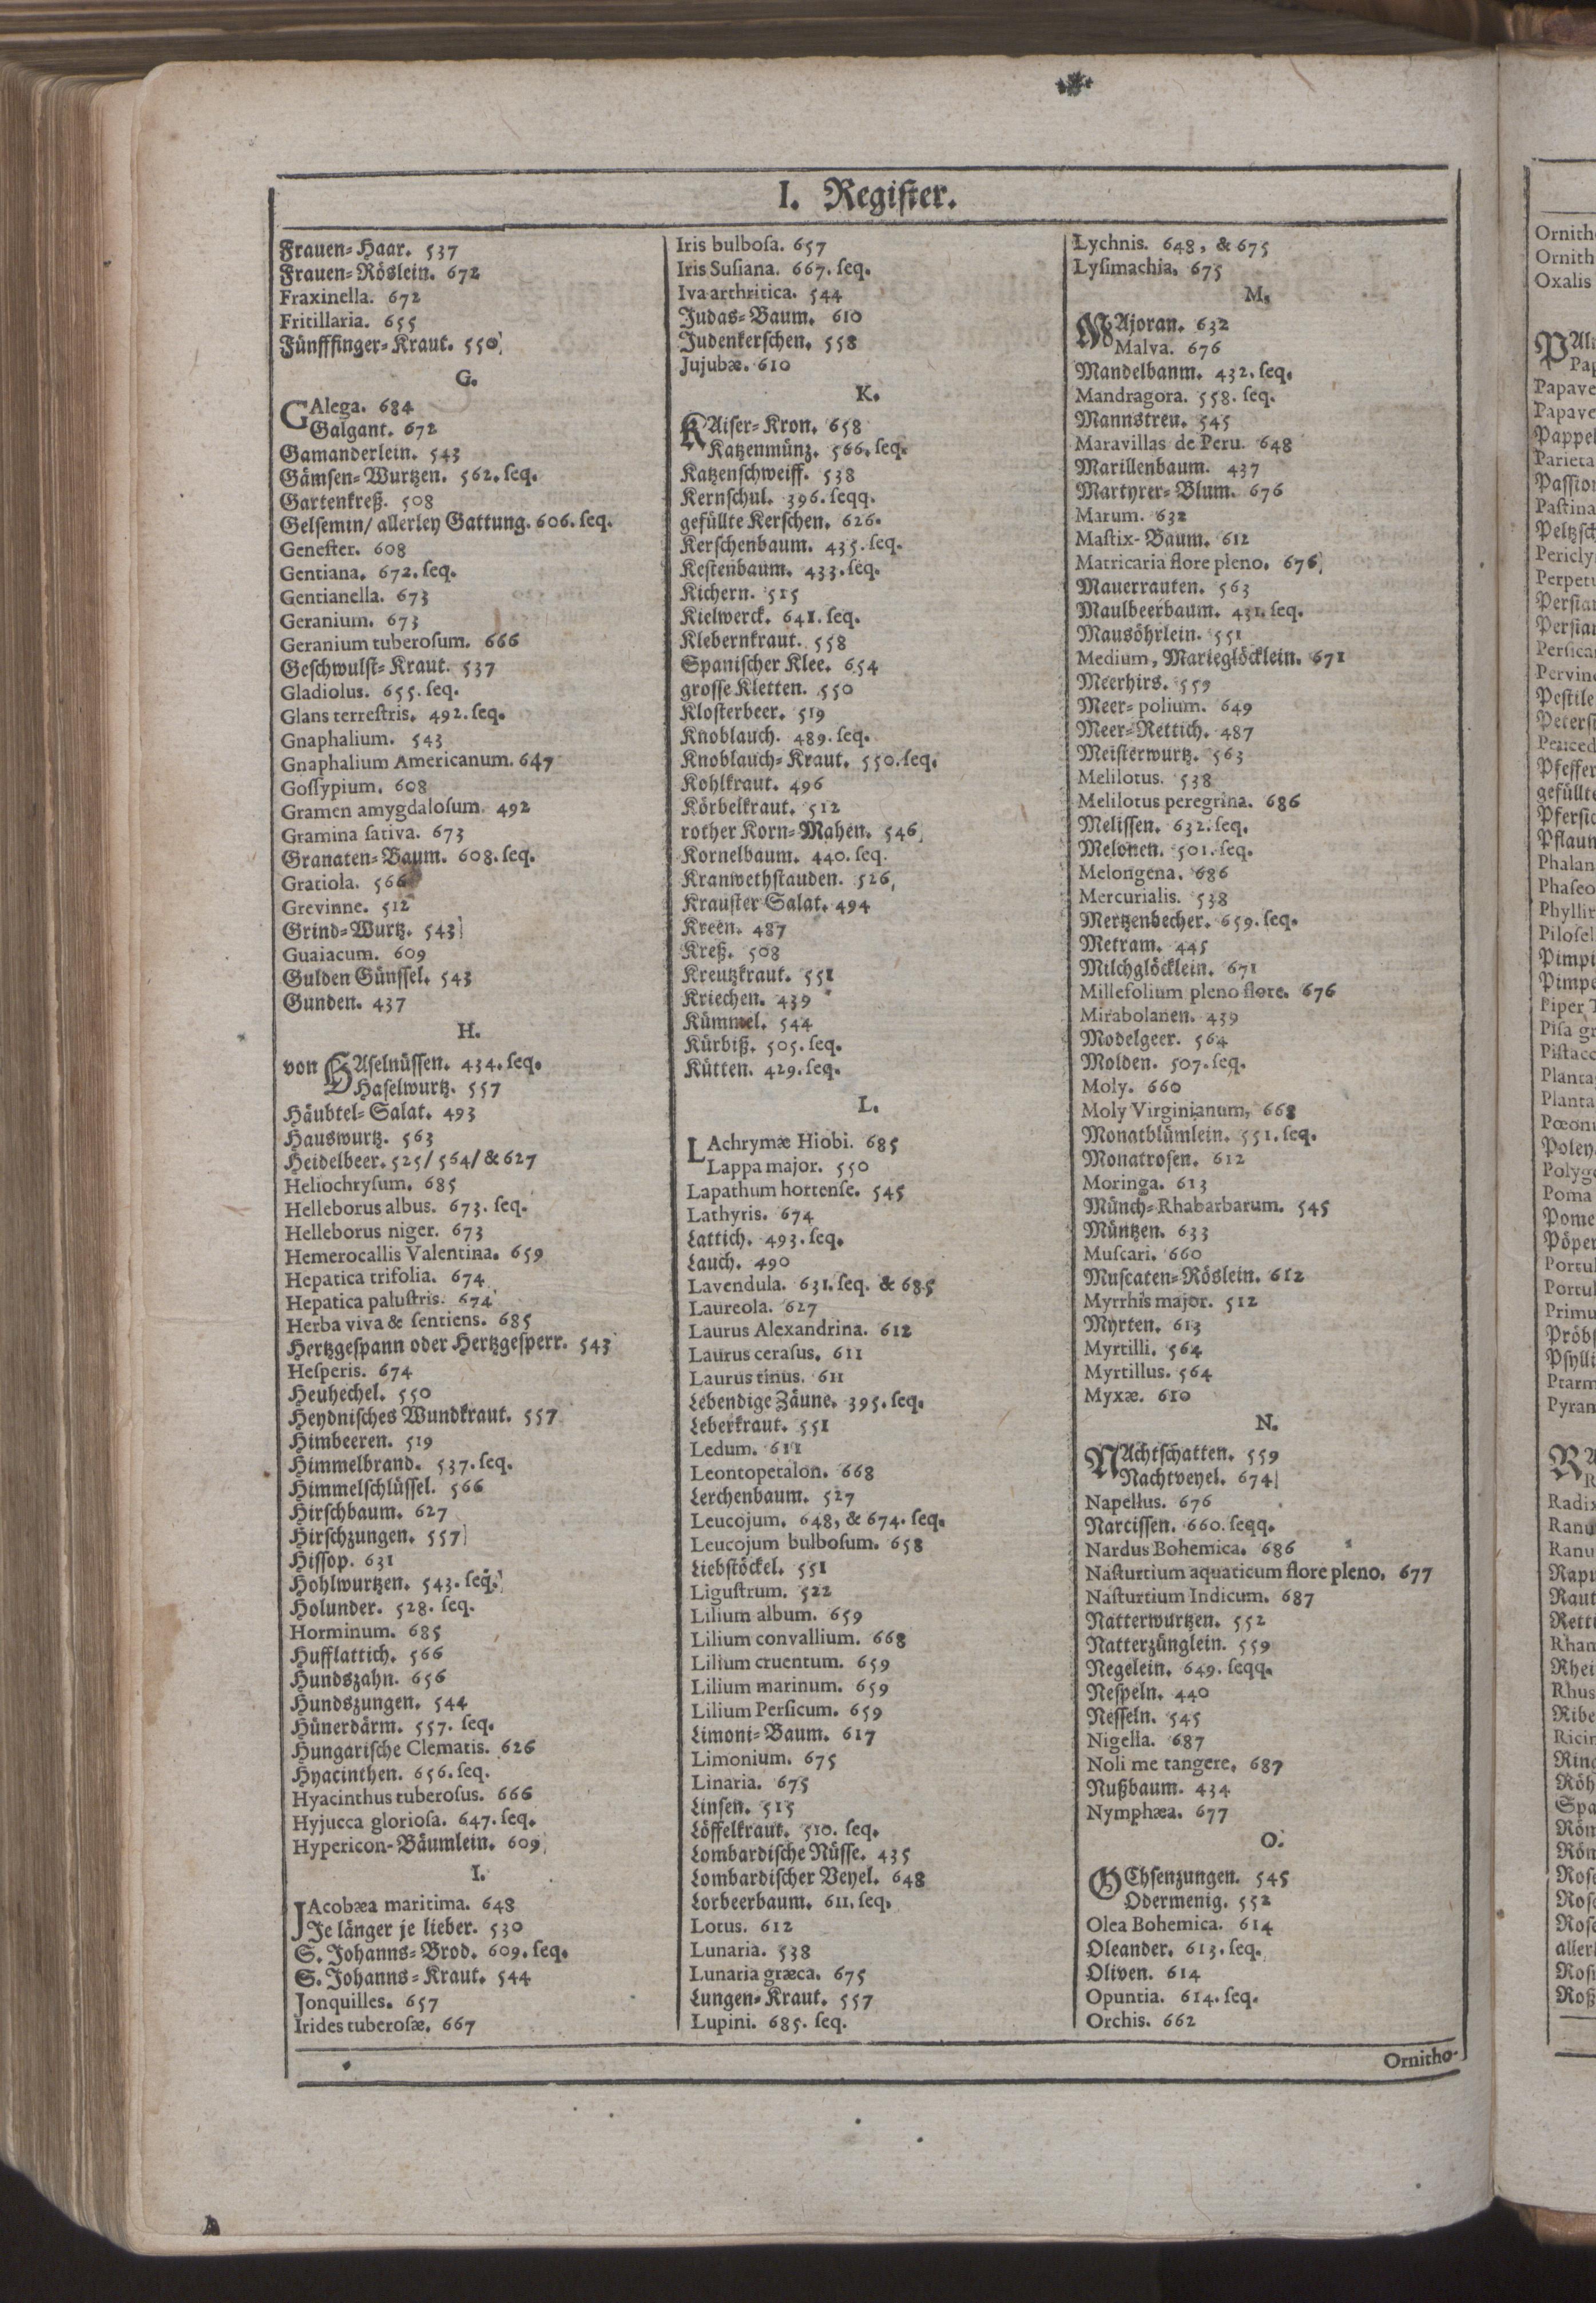 I. Regiſter.
Frauen-Haar. 537
Frauen-Röslein. 672
Fraxinella. 672
Fritillaria. 655
Fünfffinger-Kraut. 550
G.
GAlega. 684
Galgant. 672
Gamanderlein. 543
Gämſen-Wurtzen. 562. ſeq.
Gartenkreß. 508
Gelſemin/ allerley Gattung. 606. ſeq.
Geneſter. 608
Gentiana. 672. ſeq.
Gentianella. 673
Geranium. 673
Geranium tuberoſum. 666
Geſchwulſt-Kraut. 537
Gladiolus. 655. ſeq.
Glans terreſtris. 492. ſeq.
Gnaphalium. 543
Gnaphalium Americanum. 647
Goſſypium. 608
Gramen amygdaloſum. 492
Gramina ſativa. 673
Granaten-Baum. 608. ſeq.
Gratiola. 566
Grevinne. 512
Grind-Wurtz. 543
Guaiacum. 609
Gulden Günſſel. 543
Gunden. 437
H.
von HAſelnüſſen. 434. ſeq.
Haſelwurtz. 557
Häubtel-Salat. 493
Hauswurtz. 563
Heidelbeer. 525/ 564/ & 627
Heliochryſum. 685
Helleborus albus. 673. ſeq.
Helleborus niger. 673
Hemerocallis Valentina. 659
Hepatica trifolia. 674
Hepatica paluſtris. 674
Herba viva & ſentiens. 685
Hertzgeſpann oder Hertzgeſperr. 543
Heſperis. 674
Heuhechel. 550
Heydniſches Wundkraut. 557
Himbeeren. 519
Himmelbrand. 537. ſeq.
Himmelſchlüſſel. 566
Hirſchbaum. 627
Hirſchzungen. 557
Hiſſop. 631
Hohlwurtzen. 543. ſeq.
Holunder. 528. ſeq.
Horminum. 685
Hufflattich. 566
Hundszahn. 656
Hundszungen. 544
Hünerdärm. 557. ſeq.
Hungariſche Clematis. 626
Hyacinthen. 656. ſeq.
Hyacinthus tuberoſus. 666
Hyjucca glorioſa. 647. ſeq.
Hypericon-Bäumlein. 609
I.
JAcobæa maritima. 648
Je länger je lieber. 530
S. Johanns-Brod. 609. ſeq.
S. Johanns-Kraut. 544
Jonquilles. 657
Irides tuberoſæ. 667
Iris bulboſa. 657
Iris Suſiana. 667. ſeq.
Iva arthritica. 544
Judas-Baum. 610
Judenkerſchen. 558
Jujubæ. 610
K.
KAiſer-Kron. 658
Katzenmünz. 566. ſeq.
Katzenſchweiff. 538
Kernſchul. 396. ſeqq.
gefüllte Kerſchen. 626.
Kerſchenbaum. 435. ſeq.
Keſtenbaum. 433. ſeq.
Kichern. 515
Kielwerck. 641. ſeq.
Klebernkraut. 558
Spaniſcher Klee. 654
groſſe Kletten. 550
Kloſterbeer. 519
Knoblauch. 489. ſeq.
Knoblauch-Kraut. 550. ſeq.
Kohlkraut. 496
Körbelkraut. 512
rother Korn-Mahen. 546
Kornelbaum. 440. ſeq.
Kranwethſtauden. 526
Krauſter Salat. 494
Kreen. 487
Kreß. 508
Kreutzkraut. 551
Kriechen. 439
Kümmel. 544
Kürbiß. 505. ſeq.
Kütten. 429. ſeq.
L.
LAchrymæ Hiobi. 685
Lappa major. 550
Lapathum hortenſe. 545
Lathyris. 674
Lattich. 493. ſeq.
Lauch. 490
Lavendula. 631. ſeq. & 685
Laureola. 627
Laurus Alexandrina. 612
Laurus ceraſus. 611
Laurus tinus. 611
Lebendige Zäune. 395. ſeq.
Leberkraut. 551
Ledum. 611
Leontopetalon. 668
Lerchenbaum. 527
Leucojum. 648, & 674. ſeq.
Leucojum bulboſum. 658
Liebſtöckel. 551
Liguſtrum. 522
Lilium album. 659
Lilium convallium. 668
Lilium cruentum. 659
Lilium marinum. 659
Lilium Perſicum. 659
Limoni-Baum. 617
Limonium. 675
Linaria. 675
Linſen. 515
Löffelkraut. 510. ſeq.
Lombardiſche Nüſſe. 435
Lombardiſcher Veyel. 648
Lorbeerbaum. 611. ſeq.
Lotus. 612
Lunaria. 538
Lunaria græca. 675
Lungen-Kraut. 557
Lupini. 685. ſeq.
Lychnis. 648, & 675
Lyſimachia. 675
M.
MAjoran. 632
Malva. 676
Mandelbanm. 432. ſeq.
Mandragora. 558. ſeq.
Mannstreu. 545
Maravillas de Peru. 648
Marillenbaum. 437
Martyrer-Blum. 676
Marum. 632
Maſtix-Baum. 612
Matricaria flore pleno. 676
Mauerrauten. 563
Maulbeerbaum. 431. ſeq.
Mausöhrlein. 551
Medium, Marieglöcklein. 671
Meerhirs. 559
Meer-polium. 649
Meer-Rettich. 487
Meiſterwurtz. 563
Melilotus. 538
Melilotus peregrina. 686
Meliſſen. 632. ſeq.
Melonen. 501. ſeq.
Melongena. 686
Mercurialis. 538
Mertzenbecher. 659. ſeq.
Metram. 445
Milchglöcklein. 671
Millefolium pleno flore. 676
Mirabolanen. 439
Modelgeer. 564
Molden. 507. ſeq.
Moly. 660
Moly Virginianum, 668
Monatblümlein. 551. ſeq.
Monatroſen. 612
Moringa. 613
Münch-Rhabarbarum. 545
Müntzen. 633
Muſcari. 660
Muſcaten-Röslein. 612
Myrrhis major. 512
Myrten. 613
Myrtilli. 564
Myrtillus. 564
Myxæ. 610
N.
NAchtſchatten. 559
Nachtveyel. 674
Napellus. 676
Narciſſen. 660. ſeqq.
Nardus Bohemica. 686
Naſturtium aquaticum flore pleno. 677
Naſturtium Indicum. 687
Natterwurtzen. 552
Natterzünglein. 559
Negelein. 649. ſeqq.
Neſpeln. 440
Neſſeln. 545
Nigella. 687
Noli me tangere. 687
Nußbaum. 434
Nymphæa. 677
O.
OChſenzungen. 545
Odermenig. 552
Olea Bohemica. 614
Oleander. 613. ſeq.
Oliven. 614
Opuntia. 614. ſeq.
Orchis. 662
Ornitho-